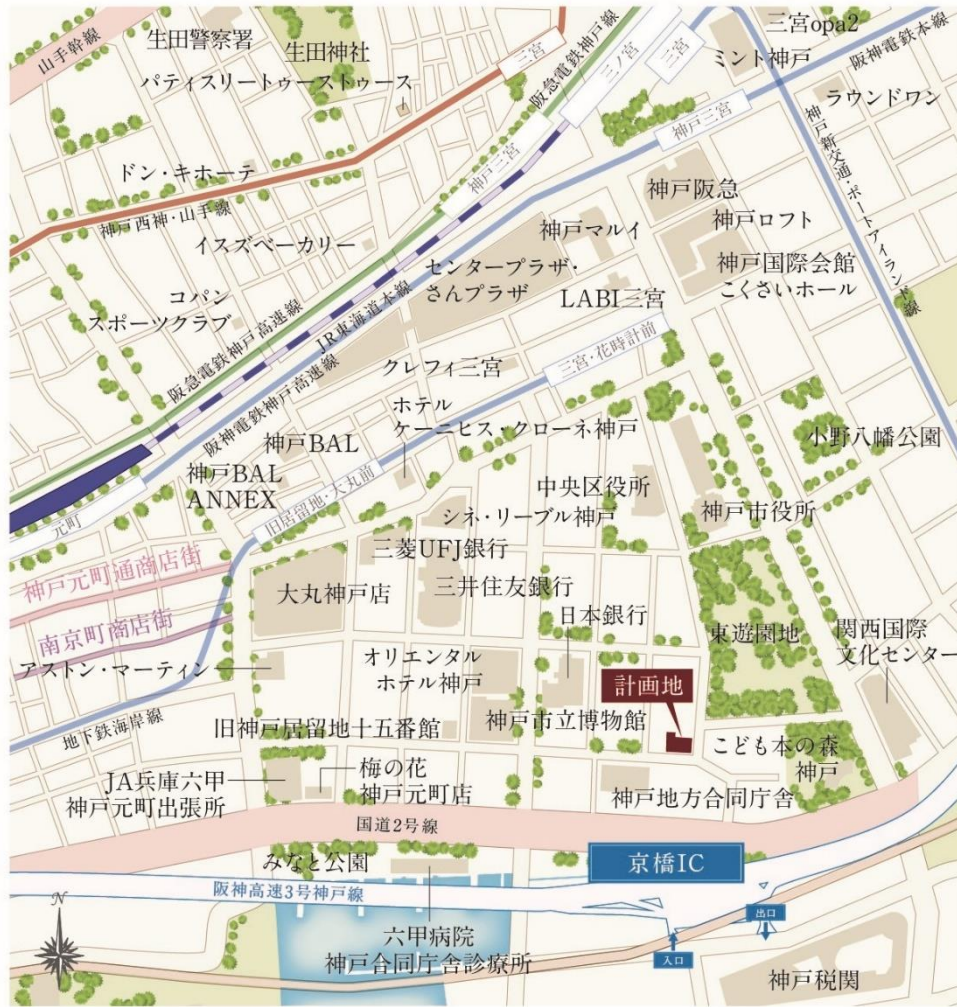 山手幹線
生田警察署
生田神社
パティスリートゥーストゥース
三宮
阪急電鉄神戸線
三ノ宮
三宮
三宮opa2
ミント神戸
阪神電鉄本線
ラウンドワン
神戸三宮
神戸新交通・ポートアイランド線
ドン・キホーテ
神戸西神・山手線
神戸三宮
神戸阪急
イスズベーカリー
神戸マルイ
神戸ロフト
センタープラザ・
さんプラザ
神戸国際会館
こくさいホール
コパン
スポーツクラブ
JR東海道本線
LABI三宮
阪急電鉄神戸高速線
阪神電鉄神戸高速線
クレフィ三宮
三宮・花時計前
ホテル
ケーニヒス・クローネ神戸
小野八幡公園
神戸BAL
神戸BAL
ANNEX
元町
旧居留地・大丸前
中央区役所
シネ・リーブル神戸
神戸市役所
三菱UFJ銀行
神戸元町通商店街
大丸神戸店
三井住友銀行
南京町商店街
日本銀行
東遊園地
関西国際
文化センター
アストン・マーティン
オリエンタル
ホテル神戸
計画地
地下鉄海岸線
旧神戸居留地十五番館
神戸市立博物館
こども本の森
神戸
JA兵庫六甲
神戸元町出張所
梅の花
神戸元町店
神戸地方合同庁舎
国道2号線
みなと公園
京橋IC
阪神高速3号神戸線
N
出口
入口
六甲病院
神戸合同庁舎診療所
神戸税関